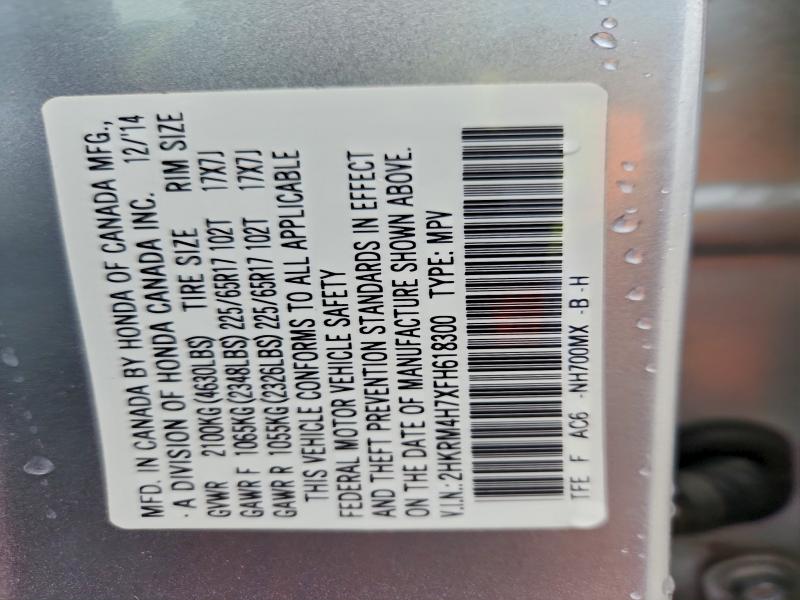 MFD. IN CANADA BY HONDA OF CANADA MFG.,
· A DIVISION OF HONDA CANADA INC. 12/'14
GVWR 2100KG (4630LBS) TIRE SIZE RIM SIZE
GAWR F 1065KG (2348LBS) 225/65R17 102T 17X7J
GAWR R 1055KG (2326LBS) 225/65R17 102T 17X7J
THIS VEHICLE CONFORMS TO ALL APPLICABLE
FEDERAL MOTOR VEHICLE SAFETY
AND THEFT PREVENTION STANDARDS IN EFFECT
ON THE DATE OF MANUFACTURE SHOWN ABOVE.
V.I.N.: 2HKRM4H7XFH618300 TYPE: MPV
TFE F AC6 -NH700MX -B -H